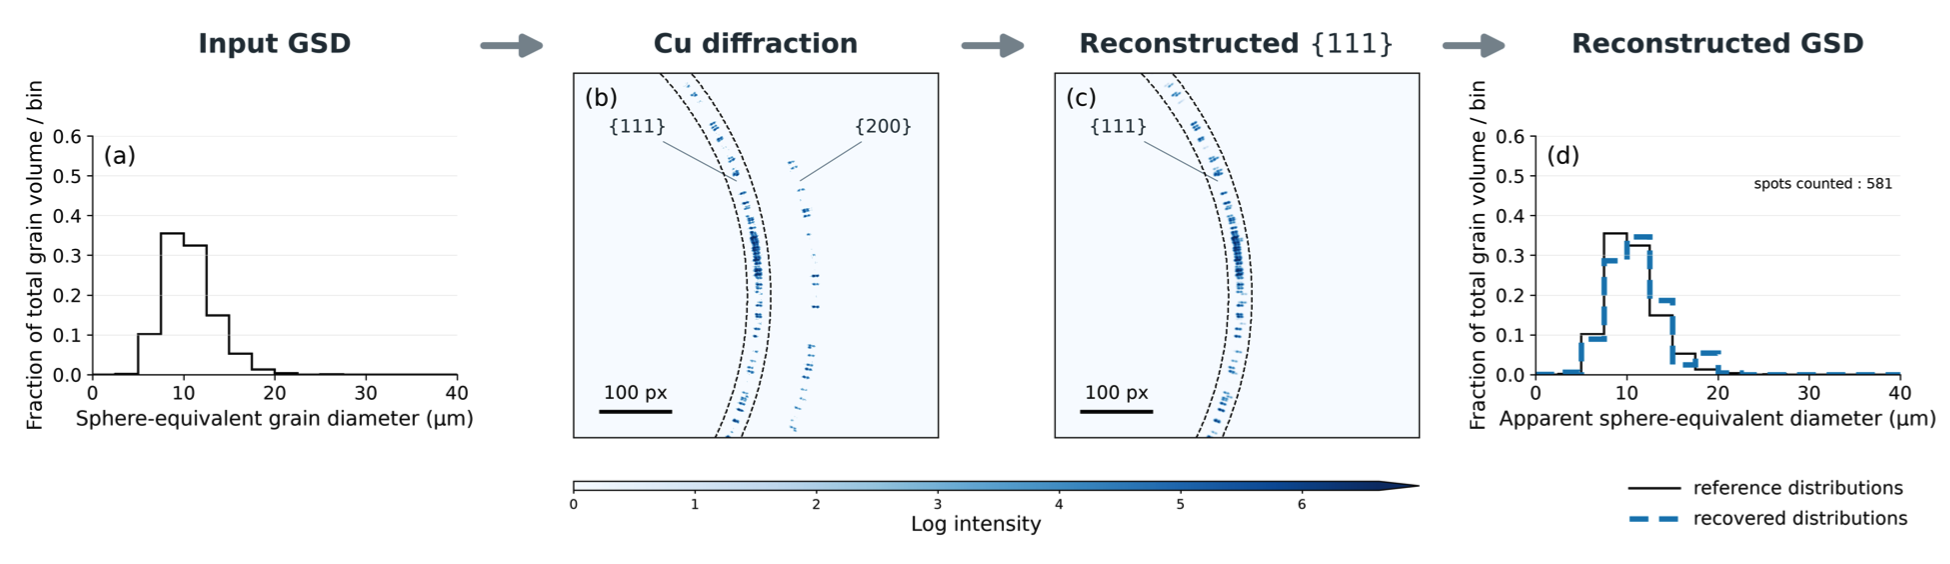 Input GSD
Cu diffraction
Reconstructed {111}
Reconstructed GSD
(a)
Fraction of total grain volume / bin
0.6
0.5
0.4
0.3
0.2
0.1
0.0
0
10
20
30
40
Sphere-equivalent grain diameter (μm)
(b)
{111}
{200}
100 px
(c)
{111}
100 px
0
1
2
3
4
5
6
Log intensity
(d)
spots counted : 581
Fraction of total grain volume / bin
0.6
0.5
0.4
0.3
0.2
0.1
0.0
0
10
20
30
40
Apparent sphere-equivalent diameter (μm)
reference distributions
recovered distributions